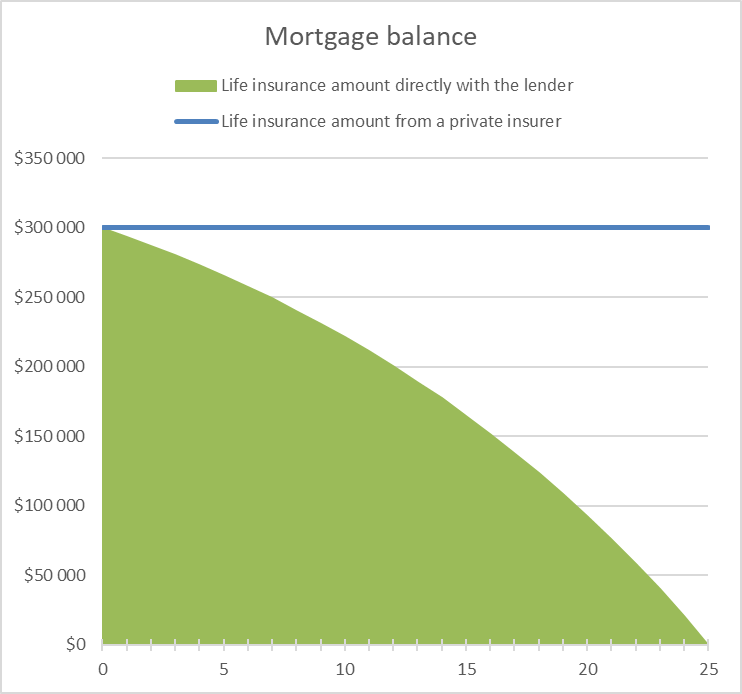 Mortgage balance
Life insurance amount directly with the lender
Life insurance amount from a private insurer
$350 000
$300 000
$250 000
$200 000
$150 000
$100 000
$50 000
$0
0 5 10 15 20 25